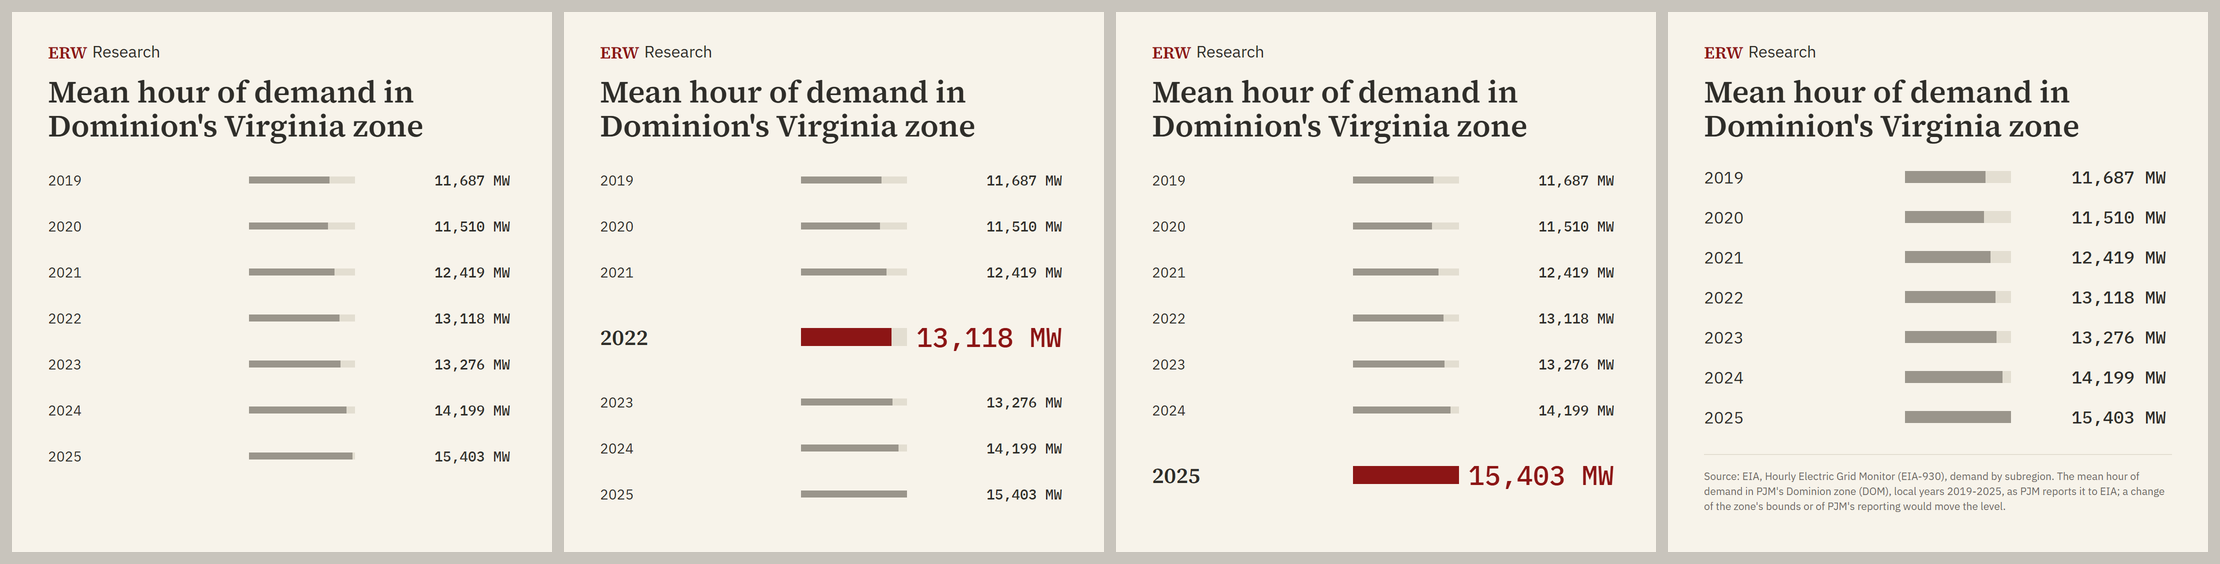 ERW Research
Mean hour of demand in
Dominion's Virginia zone
2019 11,687 MW
2020 11,510 MW
2021 12,419 MW
2022 13,118 MW
2023 13,276 MW
2024 14,199 MW
2025 15,403 MW
ERW Research
Mean hour of demand in
Dominion's Virginia zone
2019 11,687 MW
2020 11,510 MW
2021 12,419 MW
2022 13,118 MW
2023 13,276 MW
2024 14,199 MW
2025 15,403 MW
ERW Research
Mean hour of demand in
Dominion's Virginia zone
2019 11,687 MW
2020 11,510 MW
2021 12,419 MW
2022 13,118 MW
2023 13,276 MW
2024 14,199 MW
2025 15,403 MW
ERW Research
Mean hour of demand in
Dominion's Virginia zone
2019 11,687 MW
2020 11,510 MW
2021 12,419 MW
2022 13,118 MW
2023 13,276 MW
2024 14,199 MW
2025 15,403 MW
Source: EIA, Hourly Electric Grid Monitor (EIA-930), demand by subregion. The mean hour of
demand in PJM's Dominion zone (DOM), local years 2019-2025, as PJM reports it to EIA; a change
of the zone's bounds or of PJM's reporting would move the level.